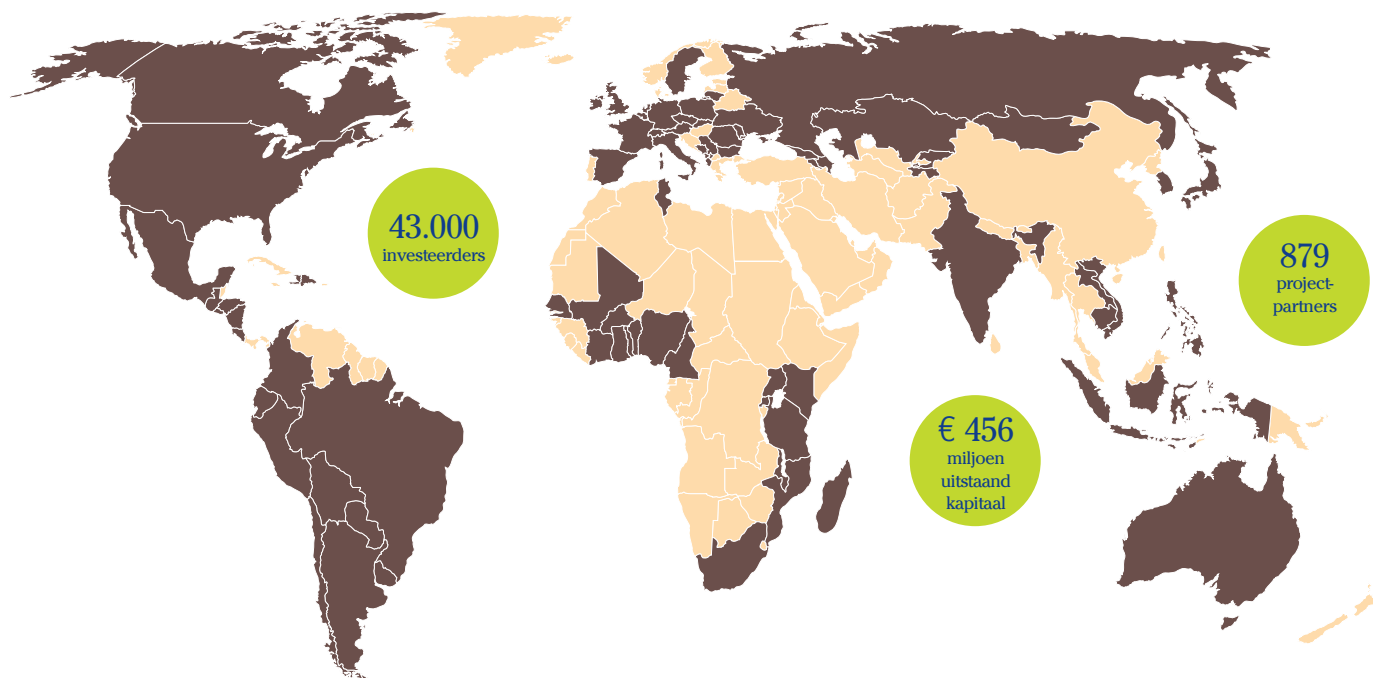 43.000
investeerders
879
project-
partners
€ 456
miljoen
uitstaand
kapitaal